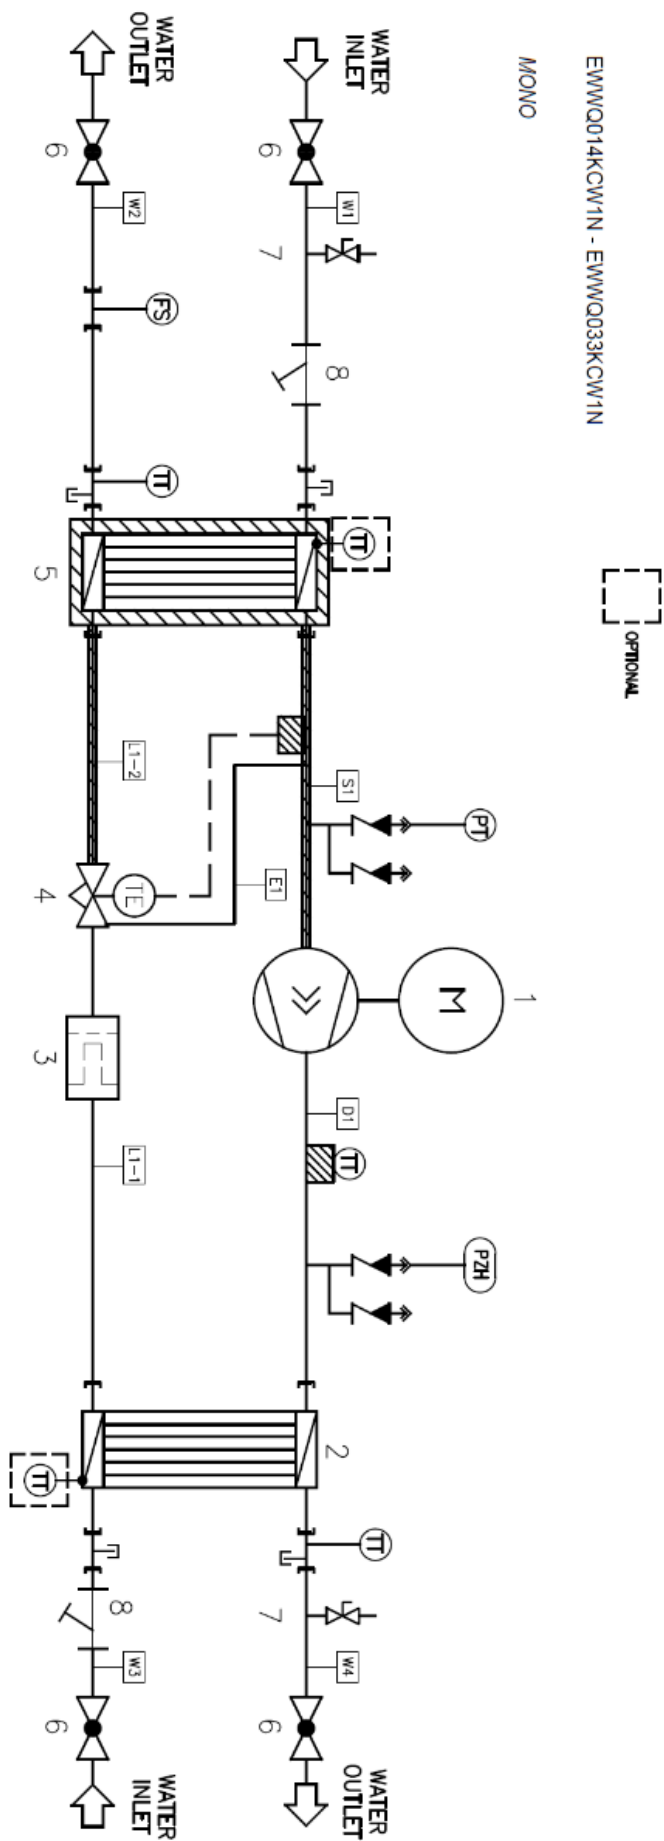 EWWQ014KCW1N - EWWQ033KCW1N
OPTIONAL
MONO
1
PT
M
PZH
WATER
INLET
6
W1
7
8
TT
S1
D1
TT
2
TT
7
W4
6
WATER
OUTLET
E1
WATER
OUTLET
6
W2
FS
TT
5
L1-2
4
TE
3
L1-1
TT
8
W3
6
WATER
INLET